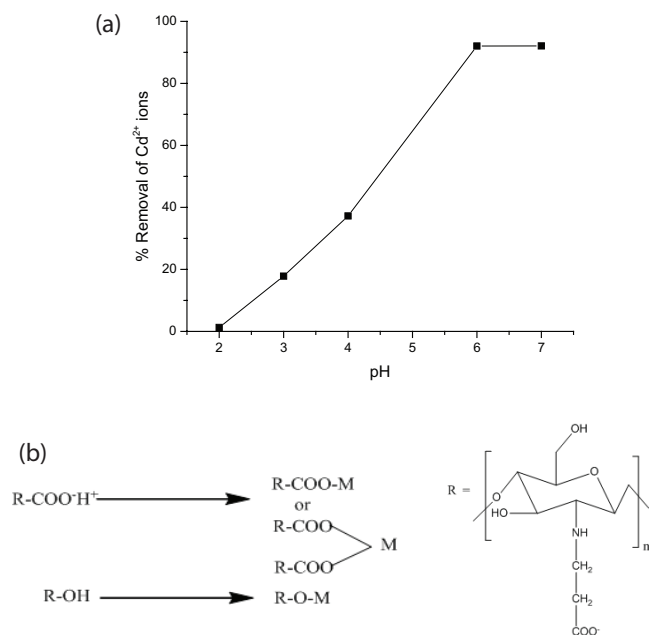 (a)
100
80
60
40
20
0
% Removal of Cd²⁺ ions
2 3 4 5 6 7
pH
(b)
R-COO⁻H⁺
R-COO-M
or
R-COO
M
R-COO
R-OH
R-O-M
R =
OH
O
O
HO
NH
n
CH₂
CH₂
COO⁻